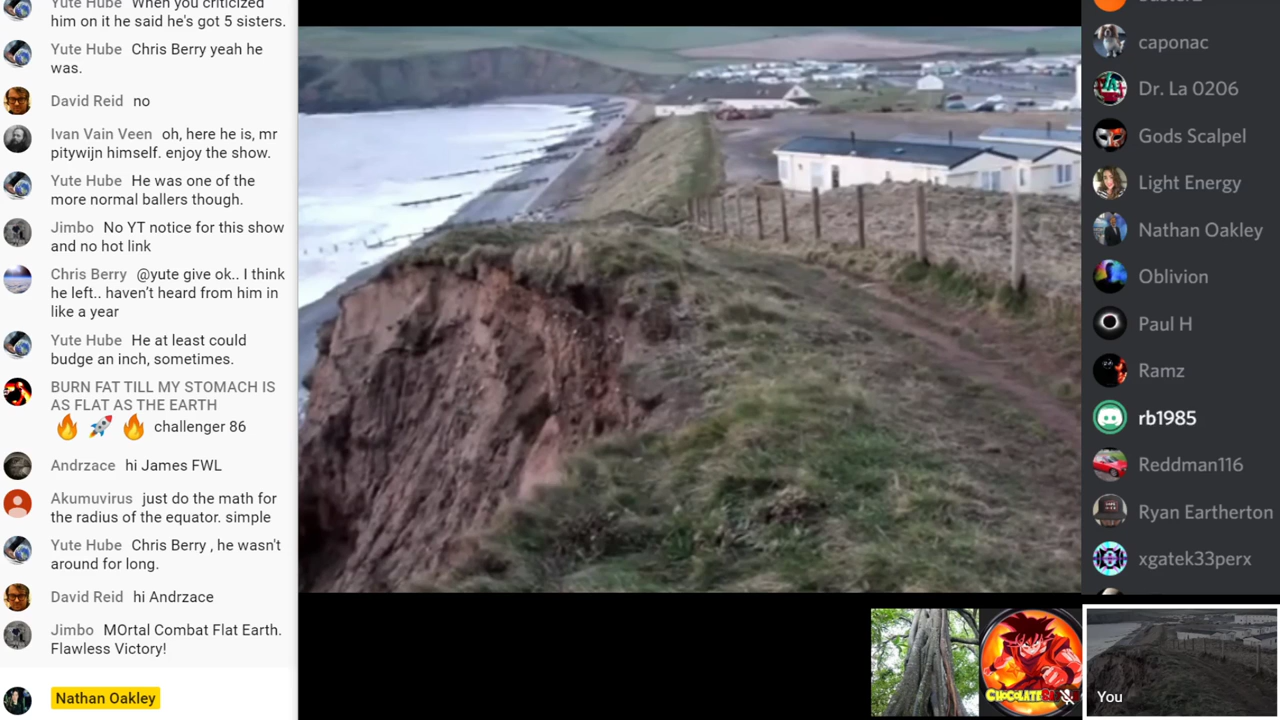 Yute Hube When you criticized
him on it he said he's got 5 sisters.
Yute Hube Chris Berry yeah he
was.
David Reid no
Ivan Vain Veen oh, here he is, mr
pitywijn himself. enjoy the show.
Yute Hube He was one of the
more normal ballers though.
Jimbo No YT notice for this show
and no hot link
Chris Berry @yute give ok.. I think
he left.. haven't heard from him in
like a year
Yute Hube He at least could
budge an inch, sometimes.
BURN FAT TILL MY STOMACH IS
AS FLAT AS THE EARTH
challenger 86
Andrzace hi James FWL
Akumuvirus just do the math for
the radius of the equator. simple
Yute Hube Chris Berry , he wasn't
around for long.
David Reid hi Andrzace
Jimbo MOrtal Combat Flat Earth.
Flawless Victory!
Nathan Oakley
caponac
Dr. La 0206
Gods Scalpel
Light Energy
Nathan Oakley
Oblivion
Paul H
Ramz
rb1985
Reddman116
Ryan Eartherton
xgatek33perx
You